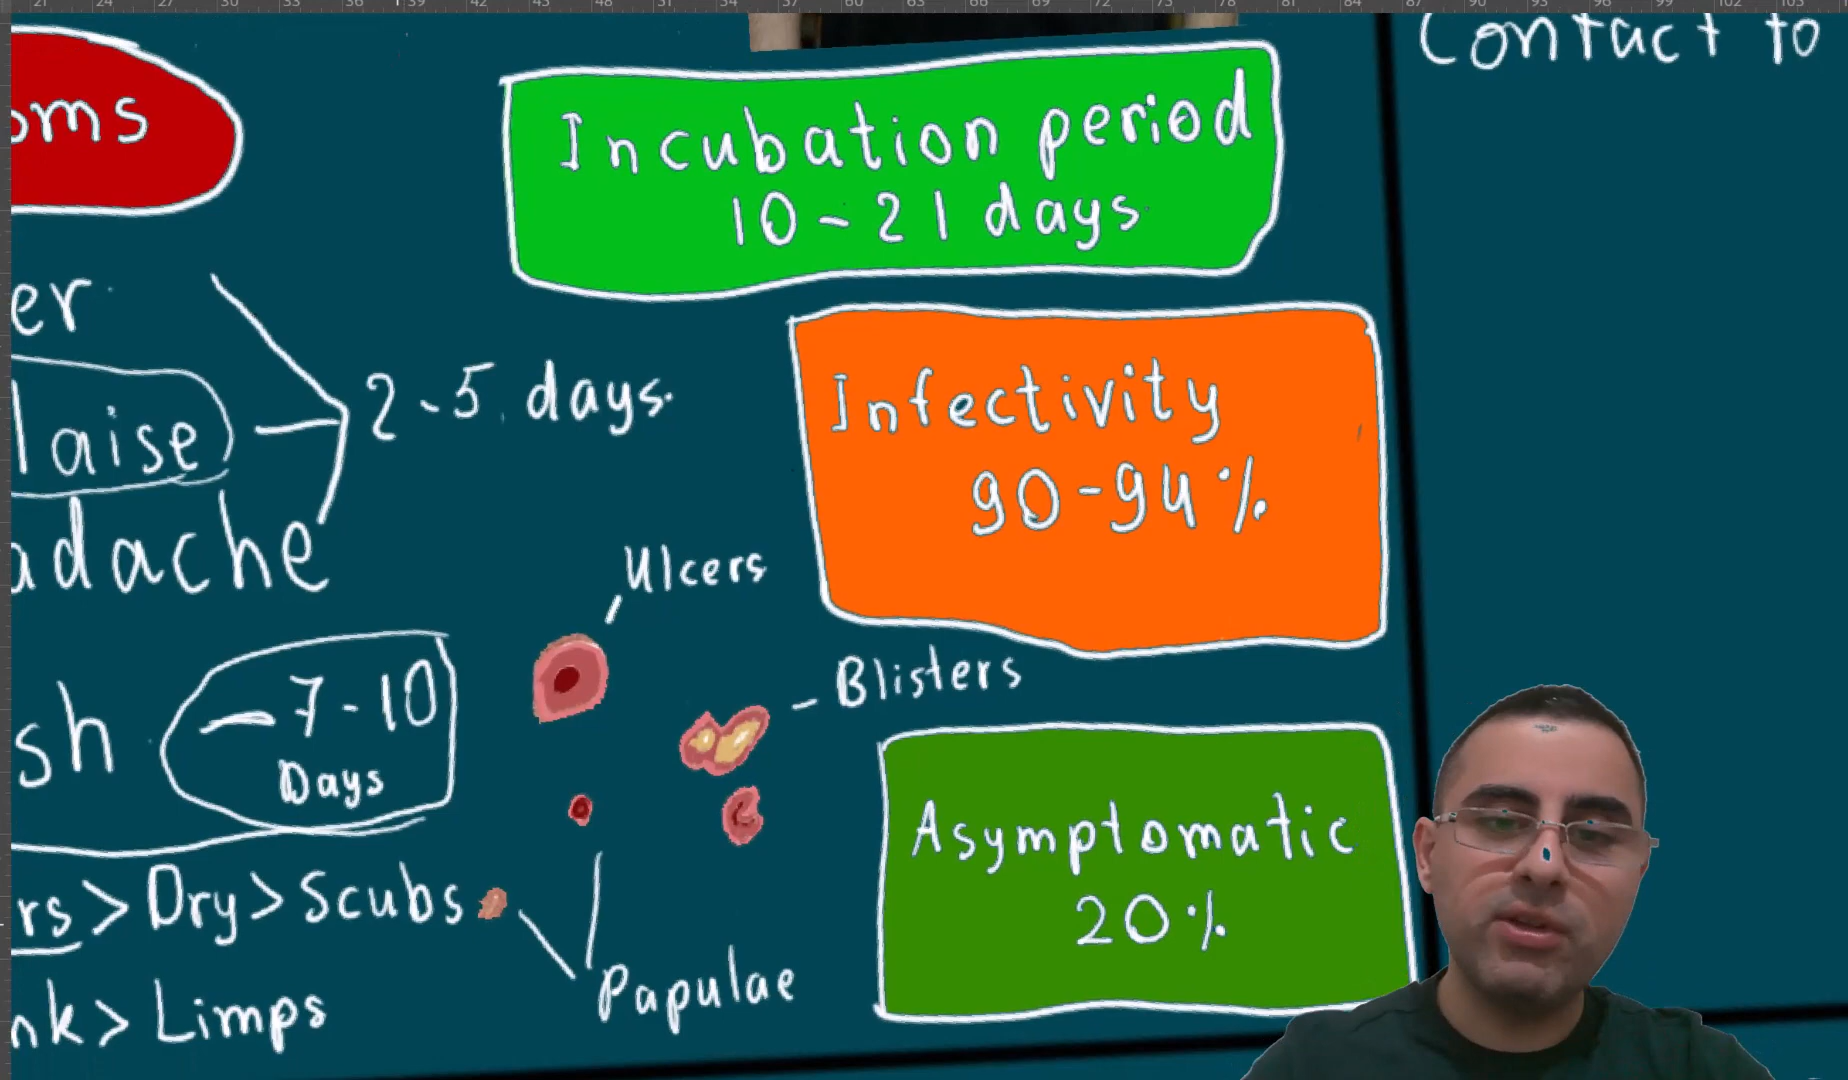 Contact to
oms
Incubation period
10-21 days
er
laise
adache
2-5 days.
Infectivity
90-94%
Ulcers
Blisters
sh
-7-10
Days
Asymptomatic
20%
rs > Dry > Scubs
Papulae
nk > Limps